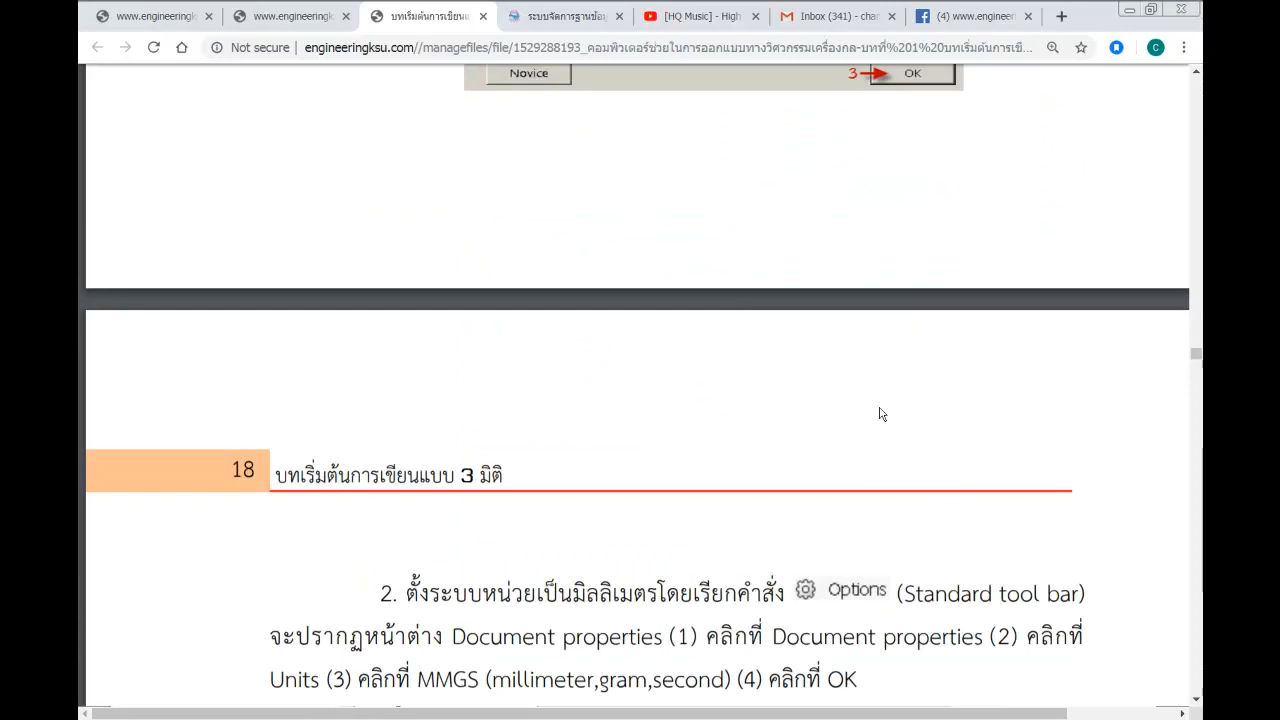 www.engineeringk
www.engineeringk
บทเริ่มต้นการเขียนแ
ระบบจัดการฐานข้อมู
[HQ Music] - High
Inbox (341) - char
(4) www.engineer
Not secure | engineeringksu.com//managefiles/file/1529288193_คอมพิวเตอร์ช่วยในการออกแบบทางวิศวกรรมเครื่องกล-บทที่%201%20บทเริ่มต้นการเขี...
C
Novice
3
OK
18
บทเริ่มต้นการเขียนแบบ 3 มิติ
2. ตั้งระบบหน่วยเป็นมิลลิเมตรโดยเรียกคำสั่ง Options (Standard tool bar)
จะปรากฏหน้าต่าง Document properties (1) คลิกที่ Document properties (2) คลิกที่
Units (3) คลิกที่ MMGS (millimeter,gram,second) (4) คลิกที่ OK